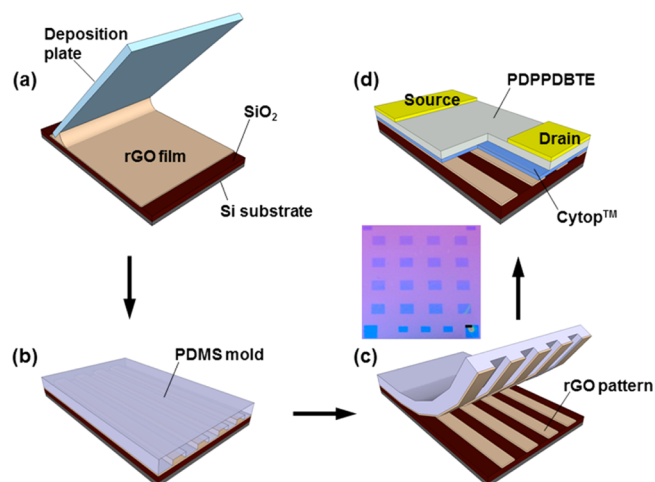 (a)
Deposition
plate
SiO₂
rGO film
Si substrate
(d)
PDPPDBTE
Source
Drain
Cytop™
(b)
PDMS mold
(c)
rGO pattern